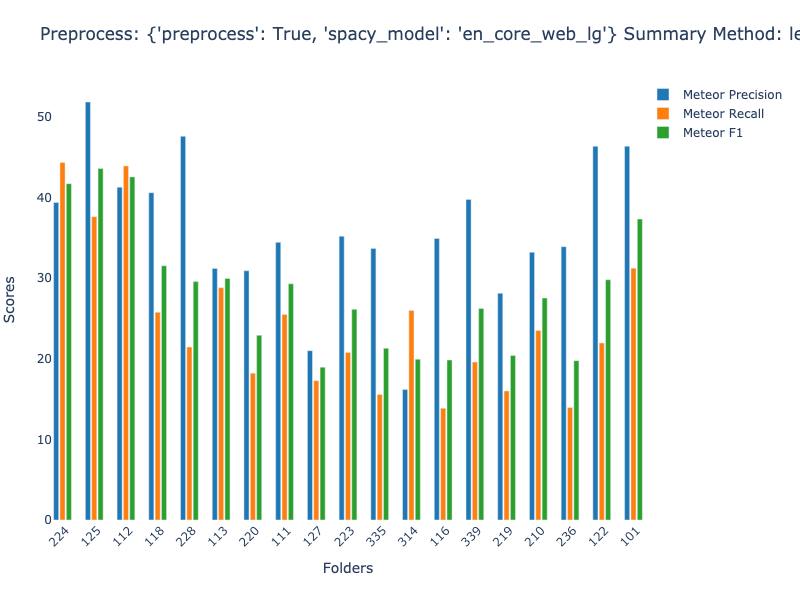 Preprocess: {'preprocess': True, 'spacy_model': 'en_core_web_lg'} Summary Method: le
Meteor Precision
Meteor Recall
Meteor F1
Scores
50
40
30
20
10
0
224 125 112 118 228 113 220 111 127 223 335 314 116 339 219 210 236 122 101
Folders